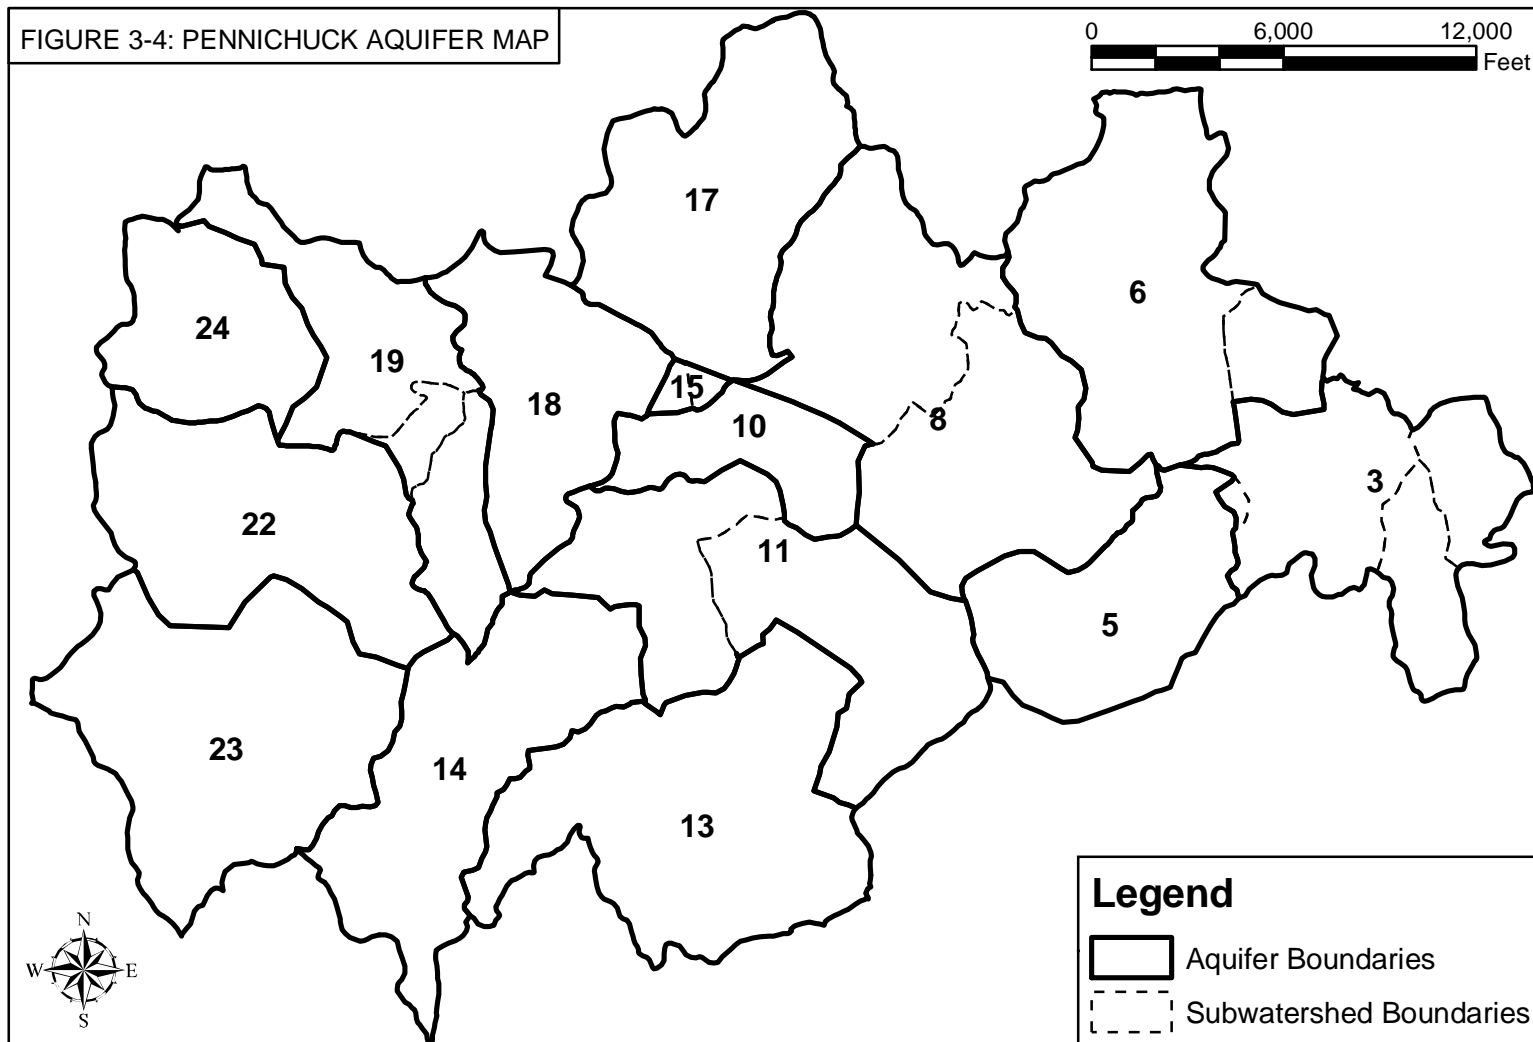 FIGURE 3-4: PENNICHUCK AQUIFER MAP
0 6,000 12,000
Feet
17
6
24
19
15
18
10
8
3
22
11
5
23
14
13
N
W E
S
Legend
Aquifer Boundaries
Subwatershed Boundaries